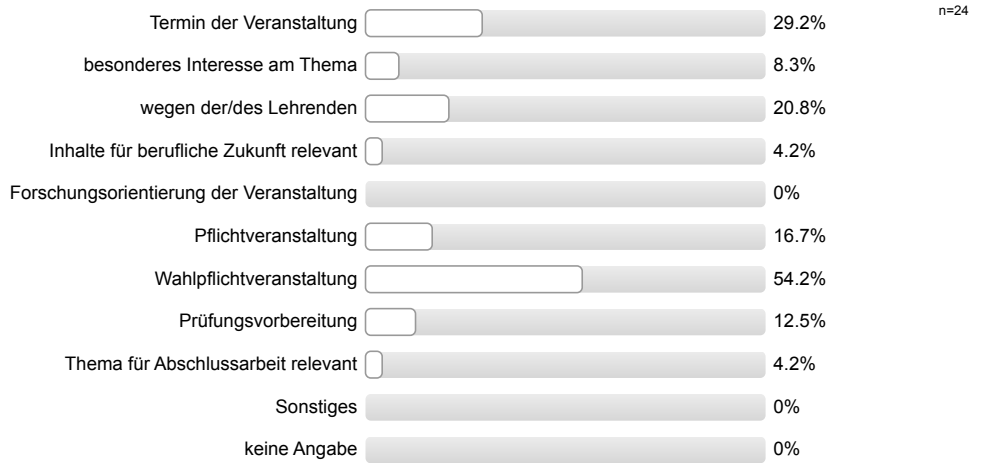 n=24
Termin der Veranstaltung 29.2%
besonderes Interesse am Thema 8.3%
wegen der/des Lehrenden 20.8%
Inhalte für berufliche Zukunft relevant 4.2%
Forschungsorientierung der Veranstaltung 0%
Pflichtveranstaltung 16.7%
Wahlpflichtveranstaltung 54.2%
Prüfungsvorbereitung 12.5%
Thema für Abschlussarbeit relevant 4.2%
Sonstiges 0%
keine Angabe 0%